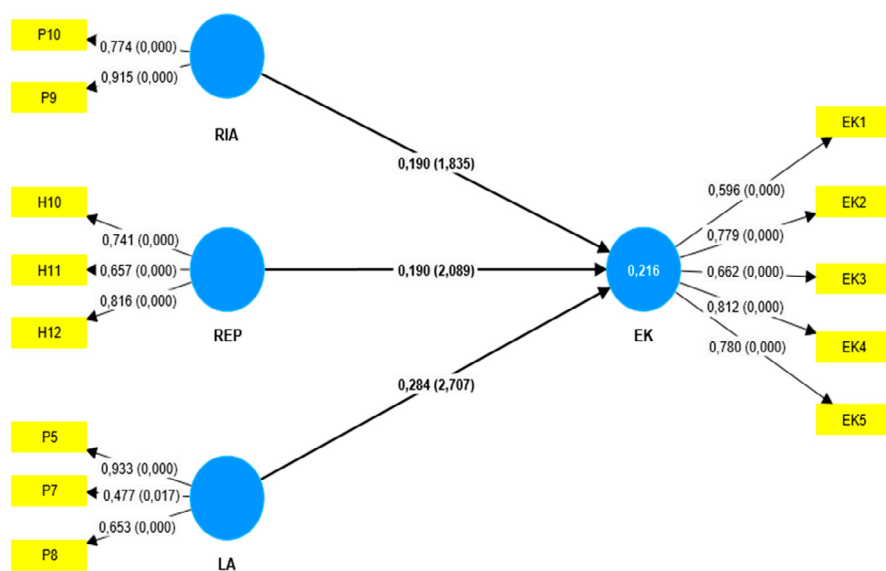 P10
0,774 (0,000)
0,915 (0,000)
P9
RIA
0,190 (1,835)
H10
0,741 (0,000)
H11
0,657 (0,000)
0,816 (0,000)
H12
REP
0,190 (2,089)
P5
0,933 (0,000)
P7
0,477 (0,017)
0,653 (0,000)
P8
LA
0,284 (2,707)
0,216
EK
EK1
0,596 (0,000)
EK2
0,779 (0,000)
0,662 (0,000)
EK3
0,812 (0,000)
EK4
0,780 (0,000)
EK5